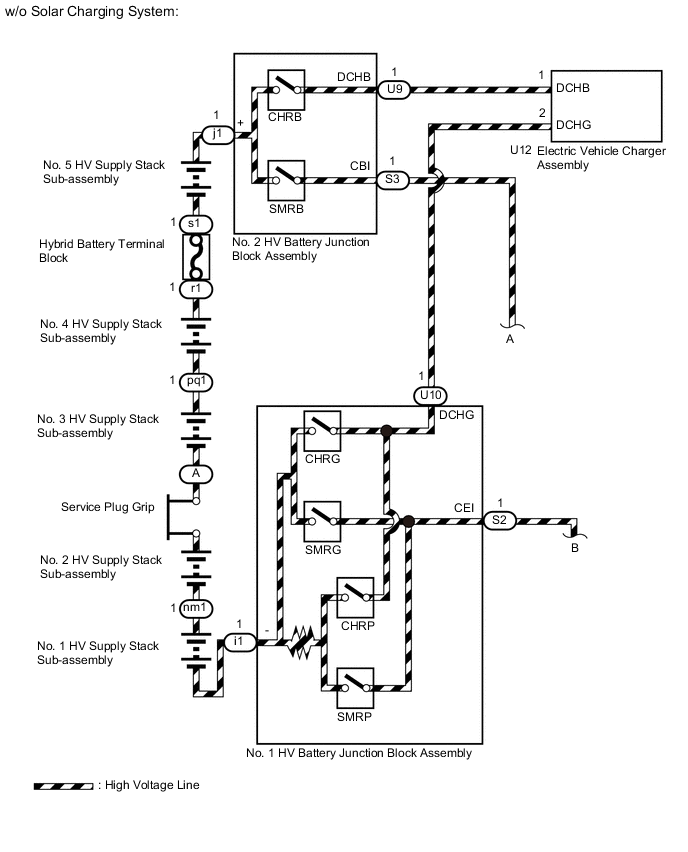 w/o Solar Charging System:
DCHB
1
U9
1
DCHB
2
DCHG
U12 Electric Vehicle Charger
Assembly
CHRB
1
j1
+
No. 5 HV Supply Stack
Sub-assembly
CBI
1
S3
SMRB
1 s1
No. 2 HV Battery Junction
Block Assembly
Hybrid Battery Terminal
Block
1 r1
No. 4 HV Supply Stack
Sub-assembly
A
1 pq1
1
U10
DCHG
No. 3 HV Supply Stack
Sub-assembly
CHRG
A
Service Plug Grip
CEI
1
S2
SMRG
B
No. 2 HV Supply Stack
Sub-assembly
1 nm1
CHRP
1
i1
-
No. 1 HV Supply Stack
Sub-assembly
SMRP
No. 1 HV Battery Junction Block Assembly
: High Voltage Line